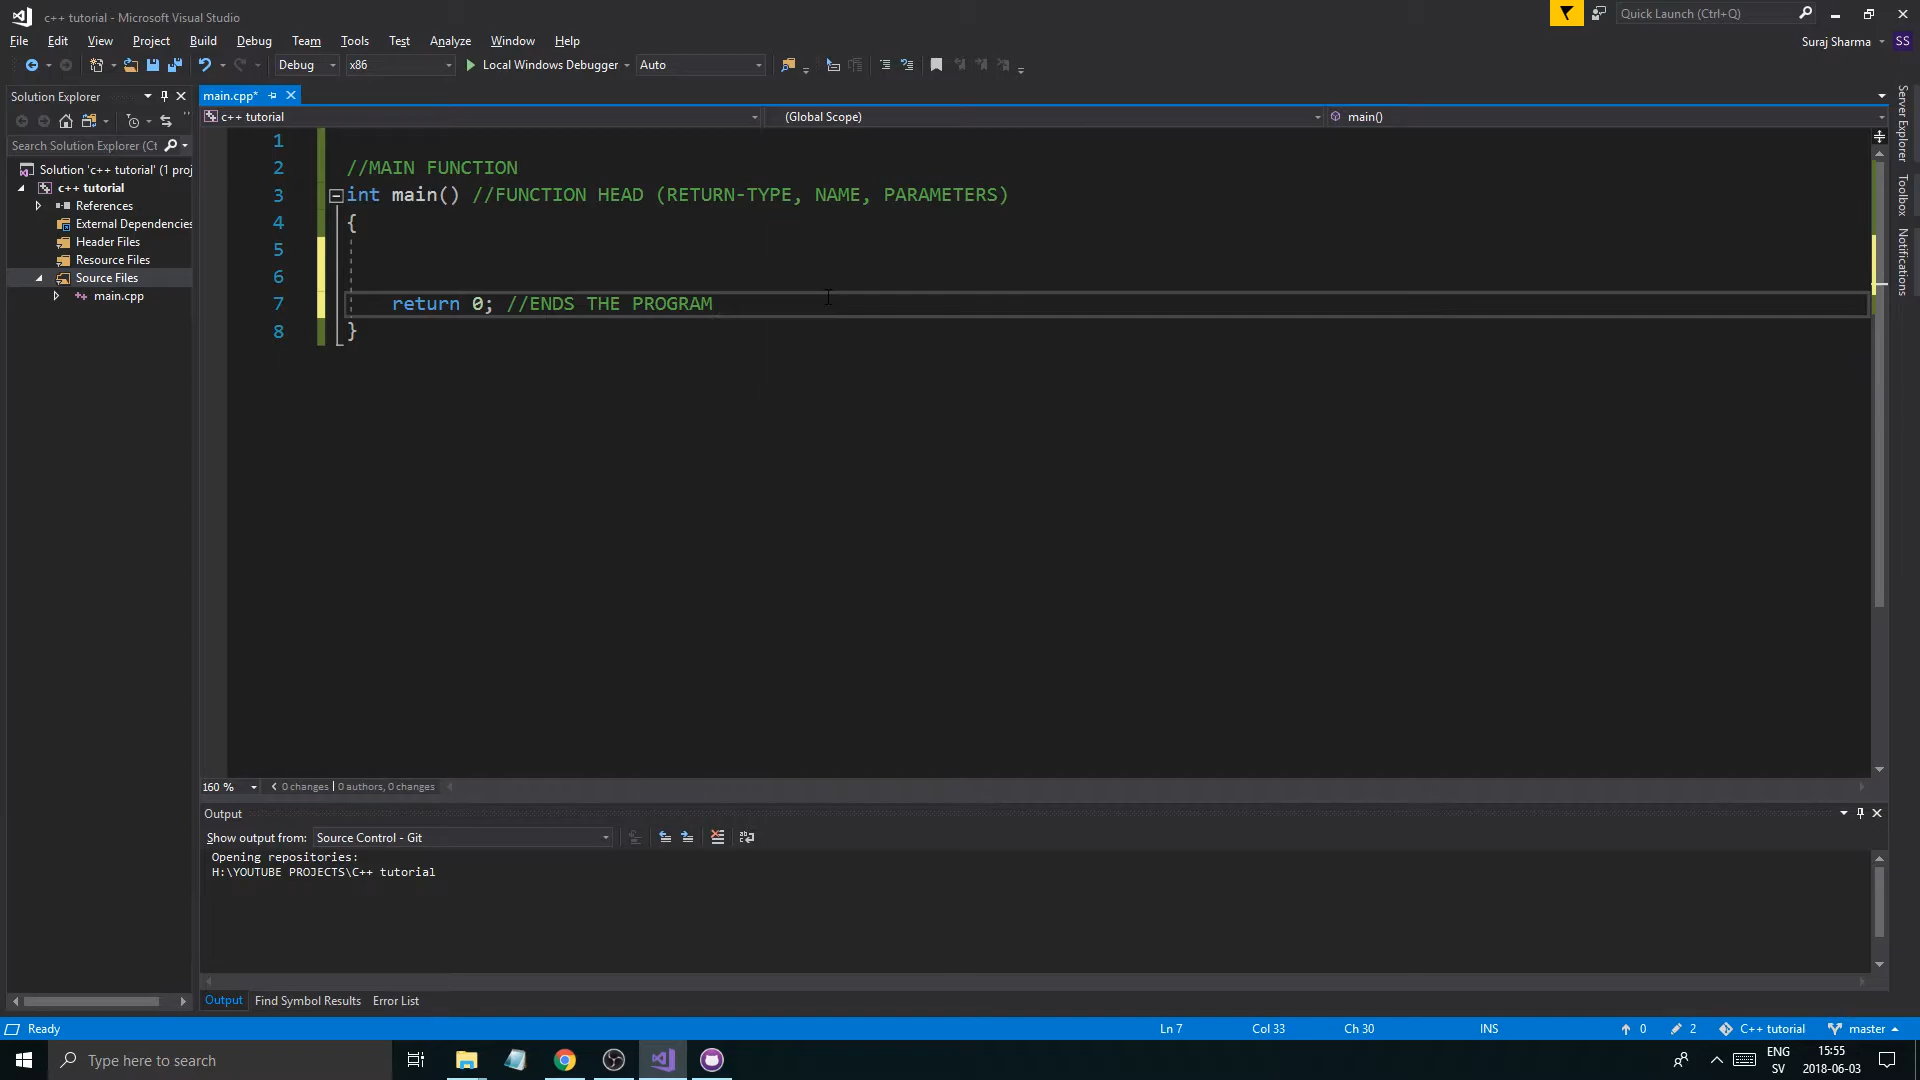 c++ tutorial - Microsoft Visual Studio
Quick Launch (Ctrl+Q)
File Edit View Project Build Debug Team Tools Test Analyze Window Help
Suraj Sharma SS
Debug x86 Local Windows Debugger Auto
Solution Explorer
main.cpp*
c++ tutorial (Global Scope) main()
Search Solution Explorer (Ct
Solution 'c++ tutorial' (1 proj
c++ tutorial
References
External Dependencies
Header Files
Resource Files
Source Files
main.cpp
1
2 //MAIN FUNCTION
3 int main() //FUNCTION HEAD (RETURN-TYPE, NAME, PARAMETERS)
4 {
5
6
7 return 0; //ENDS THE PROGRAM
8 }
Server Explorer
Toolbox
Notifications
160 % 0 changes | 0 authors, 0 changes
Output
Show output from: Source Control - Git
Opening repositories:
H:\YOUTUBE PROJECTS\C++ tutorial
Output Find Symbol Results Error List
Ready Ln 7 Col 33 Ch 30 INS 0 2 C++ tutorial master
Type here to search
ENG
SV
15:55
2018-06-03